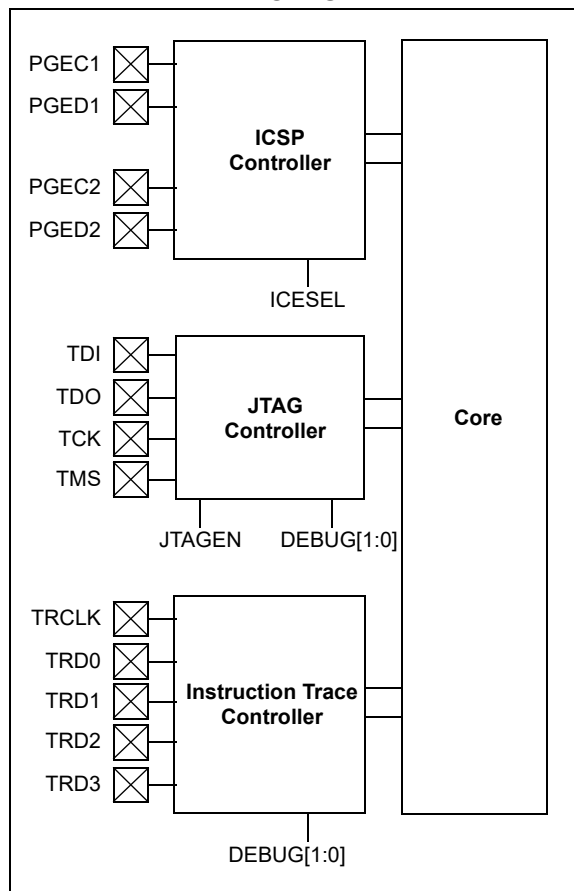 PGEC1
PGED1
PGEC2
PGED2
ICSP
Controller
ICESEL
TDI
TDO
TCK
TMS
JTAG
Controller
JTAGEN
DEBUG[1:0]
Core
TRCLK
TRD0
TRD1
TRD2
TRD3
Instruction Trace
Controller
DEBUG[1:0]